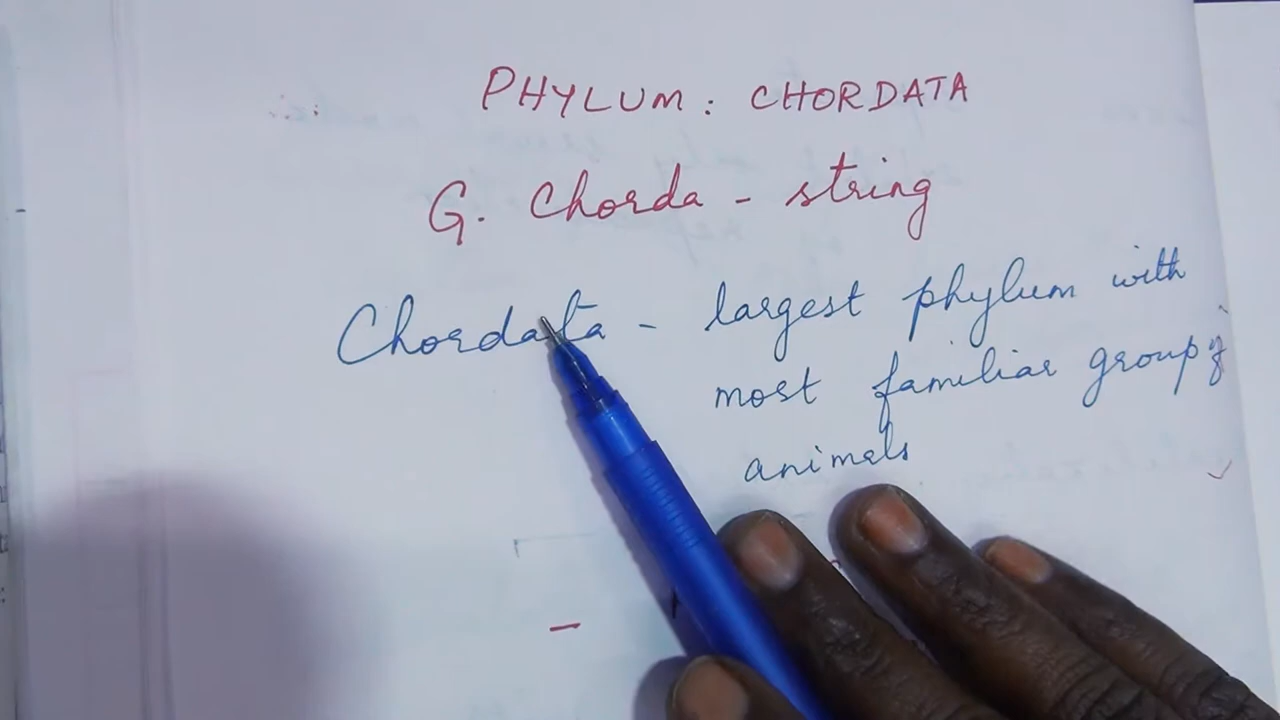 PHYLUM: CHORDATA
G. Chorda - string
Chordata - largest phylum with
most familiar group of
animals